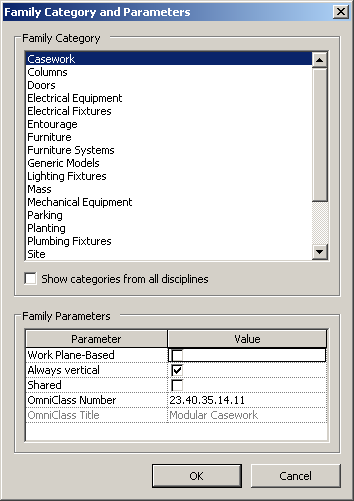 Family Category and Parameters
Family Category
Casework
Columns
Doors
Electrical Equipment
Electrical Fixtures
Entourage
Furniture
Furniture Systems
Generic Models
Lighting Fixtures
Mass
Mechanical Equipment
Parking
Planting
Plumbing Fixtures
Site
Show categories from all disciplines
Family Parameters
Parameter Value
Work Plane-Based
Always vertical
Shared
OmniClass Number 23.40.35.14.11
OmniClass Title Modular Casework
OK Cancel